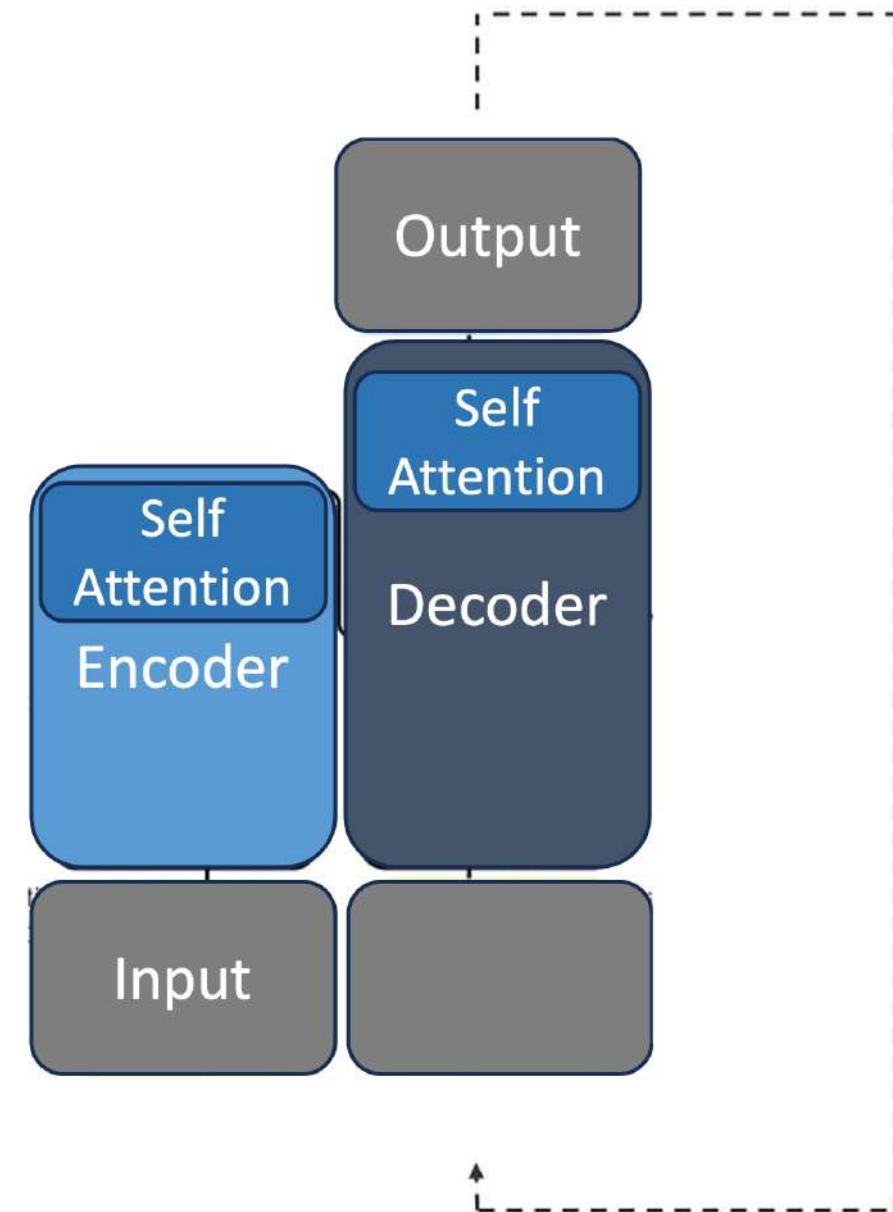 Output
Self
Attention
Decoder
Self
Attention
Encoder
Input